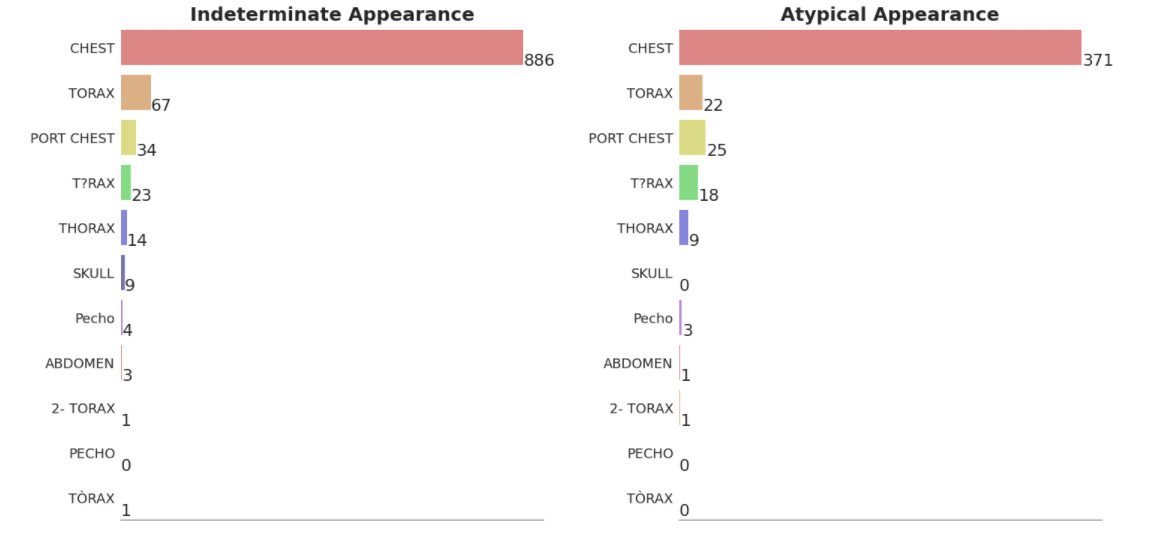 Indeterminate Appearance
CHEST 886
TORAX 67
PORT CHEST 34
T?RAX 23
THORAX 14
SKULL 9
Pecho 4
ABDOMEN 3
2- TORAX 1
PECHO 0
TÒRAX 1
Atypical Appearance
CHEST 371
TORAX 22
PORT CHEST 25
T?RAX 18
THORAX 9
SKULL 0
Pecho 3
ABDOMEN 1
2- TORAX 1
PECHO 0
TÒRAX 0